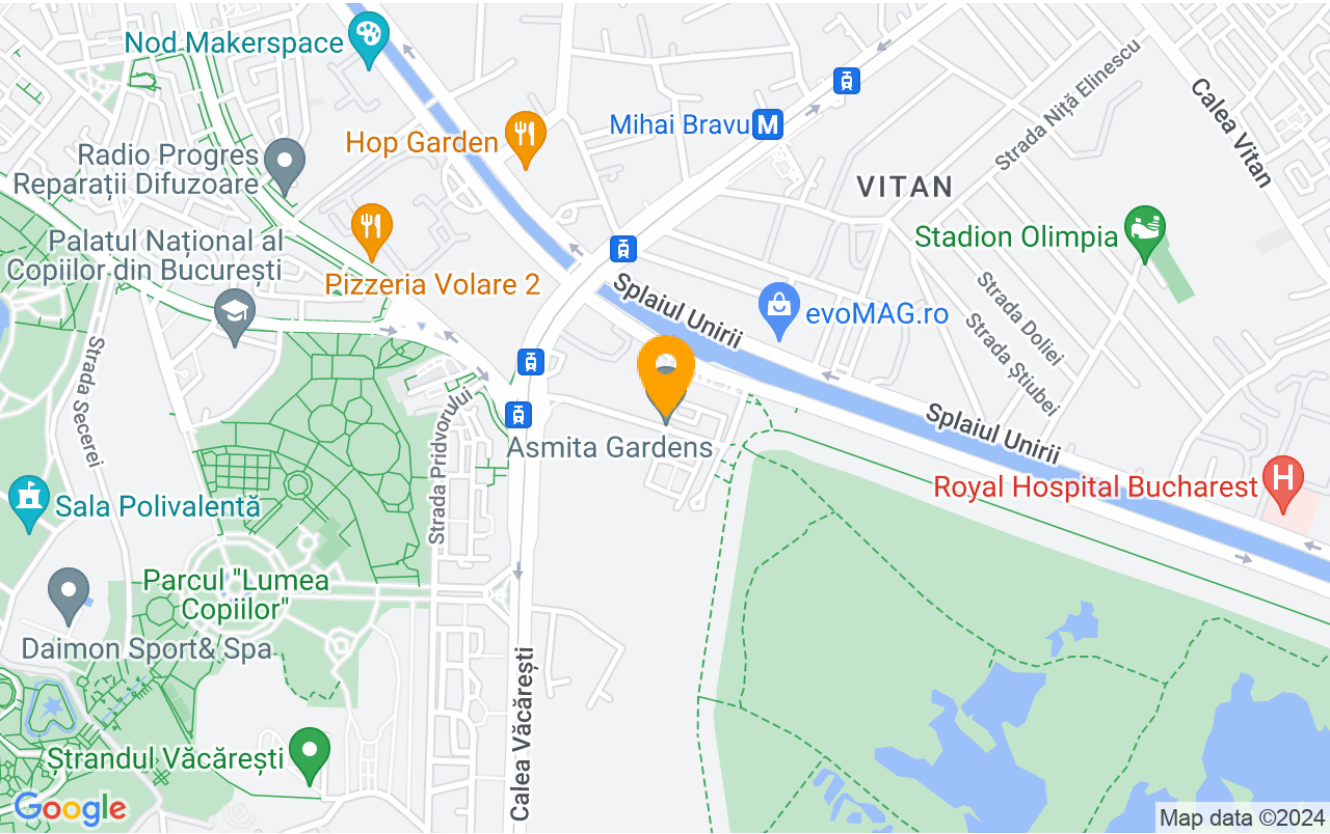 Nod Makerspace
Hop Garden
Mihai Bravu
M
Strada Niță Elinescu
Calea Vitan
Radio Progres
Reparații Difuzoare
VITAN
Stadion Olimpia
Palatul Național al
Copiilor din București
Pizzeria Volare 2
Splaiul Unirii
evoMAG.ro
Strada Doliei
Strada Știubei
Strada Secerei
Strada Pridvorului
Asmita Gardens
Splaiul Unirii
Royal Hospital Bucharest
H
Sala Polivalentă
Parcul "Lumea
Copiilor"
Daimon Sport& Spa
Calea Văcărești
Ștrandul Văcărești
Google
Map data ©2024